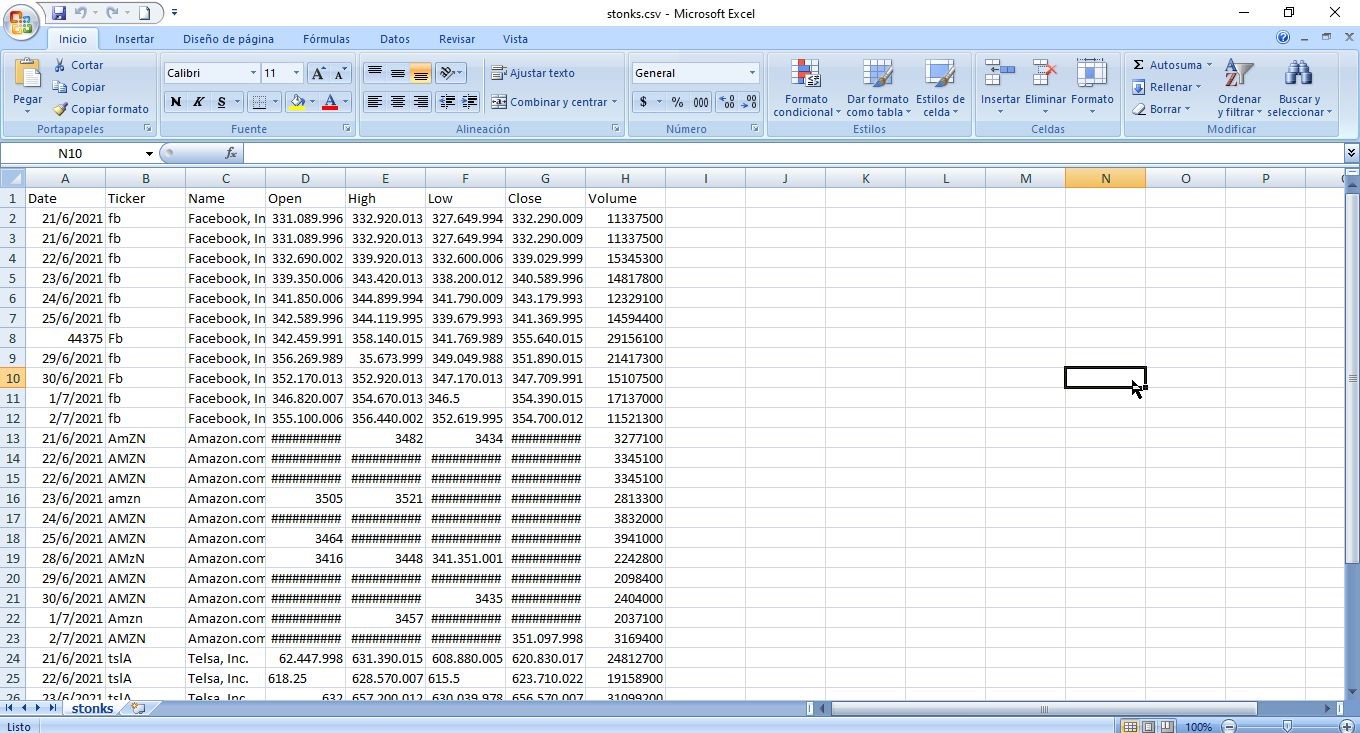 stonks.csv - Microsoft Excel
Inicio Insertar Diseño de página Fórmulas Datos Revisar Vista
Pegar Cortar Copiar Copiar formato
Calibri 11 N K S
Ajustar texto Combinar y centrar
General $ % 000
Formato condicional Dar formato como tabla Estilos de celda
Insertar Eliminar Formato
Σ Autosuma Rellenar Borrar Ordenar y filtrar Buscar y seleccionar
Portapapeles Fuente Alineación Número Estilos Celdas Modificar
N10 fx
A B C D E F G H I J K L M N O P
1 Date Ticker Name Open High Low Close Volume
2 21/6/2021 fb Facebook, In 331.089.996 332.920.013 327.649.994 332.290.009 11337500
3 21/6/2021 fb Facebook, In 331.089.996 332.920.013 327.649.994 332.290.009 11337500
4 22/6/2021 fb Facebook, In 332.690.002 339.920.013 332.600.006 339.029.999 15345300
5 23/6/2021 fb Facebook, In 339.350.006 343.420.013 338.200.012 340.589.996 14817800
6 24/6/2021 fb Facebook, In 341.850.006 344.899.994 341.790.009 343.179.993 12329100
7 25/6/2021 fb Facebook, In 342.589.996 344.119.995 339.679.993 341.369.995 14594400
8 44375 Fb Facebook, In 342.459.991 358.140.015 341.769.989 355.640.015 29156100
9 29/6/2021 fb Facebook, In 356.269.989 35.673.999 349.049.988 351.890.015 21417300
10 30/6/2021 Fb Facebook, In 352.170.013 352.920.013 347.170.013 347.709.991 15107500
11 1/7/2021 fb Facebook, In 346.820.007 354.670.013 346.5 354.390.015 17137000
12 2/7/2021 fb Facebook, In 355.100.006 356.440.002 352.619.995 354.700.012 11521300
13 21/6/2021 AmZN Amazon.com ########## 3482 3434 ########## 3277100
14 22/6/2021 AMZN Amazon.com ########## ########## ########## ########## 3345100
15 22/6/2021 AMZN Amazon.com ########## ########## ########## ########## 3345100
16 23/6/2021 amzn Amazon.com 3505 3521 ########## ########## 2813300
17 24/6/2021 AMZN Amazon.com ########## ########## ########## ########## 3832000
18 25/6/2021 AMZN Amazon.com 3464 ########## ########## ########## 3941000
19 28/6/2021 AMzN Amazon.com 3416 3448 341.351.001 ########## 2242800
20 29/6/2021 AMZN Amazon.com ########## ########## ########## ########## 2098400
21 30/6/2021 AMZN Amazon.com ########## ########## 3435 ########## 2404000
22 1/7/2021 Amzn Amazon.com ########## 3457 ########## ########## 2037100
23 2/7/2021 AMZN Amazon.com ########## ########## ########## 351.097.998 3169400
24 21/6/2021 tslA Telsa, Inc. 62.447.998 631.390.015 608.880.005 620.830.017 24812700
25 22/6/2021 tslA Telsa, Inc. 618.25 628.570.007 615.5 623.710.022 19158900
26 23/6/2021 tslA Telsa, Inc. 632 657.200.012 630.039.978 656.570.007 31099200
stonks
Listo 100%